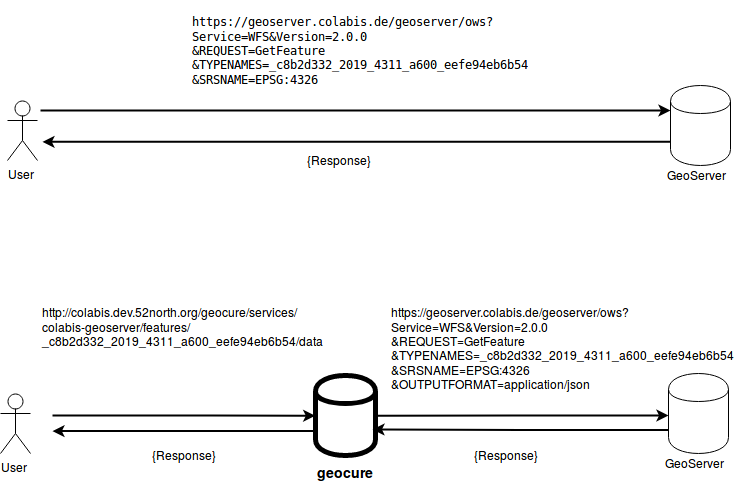 https://geoserver.colabis.de/geoserver/ows?
Service=WFS&Version=2.0.0
&REQUEST=GetFeature
&TYPENAMES=_c8b2d332_2019_4311_a600_eefe94eb6b54
&SRSNAME=EPSG:4326
{Response}
User
GeoServer
http://colabis.dev.52north.org/geocure/services/
colabis-geoserver/features/
_c8b2d332_2019_4311_a600_eefe94eb6b54/data
https://geoserver.colabis.de/geoserver/ows?
Service=WFS&Version=2.0.0
&REQUEST=GetFeature
&TYPENAMES=_c8b2d332_2019_4311_a600_eefe94eb6b54
&SRSNAME=EPSG:4326
&OUTPUTFORMAT=application/json
{Response}
{Response}
User
geocure
GeoServer